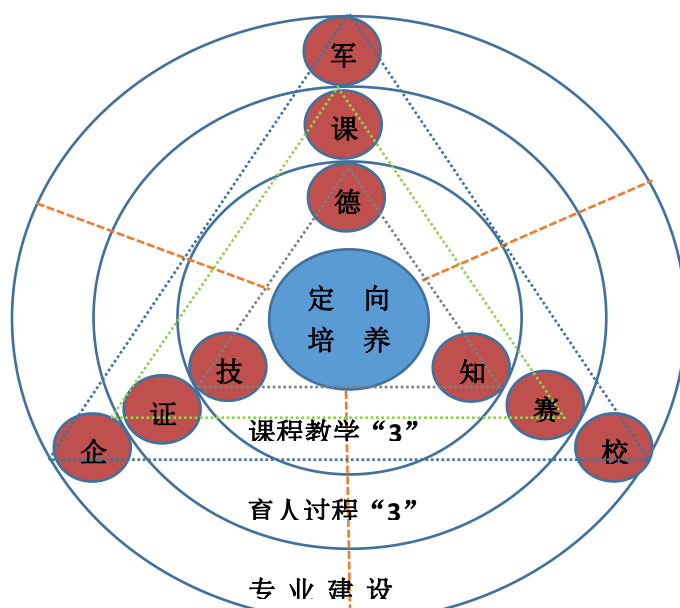 军
课
德
定 向
培 养
技
知
证
赛
企
校
课程教学“3”
育人过程“3”
专 业 建 设